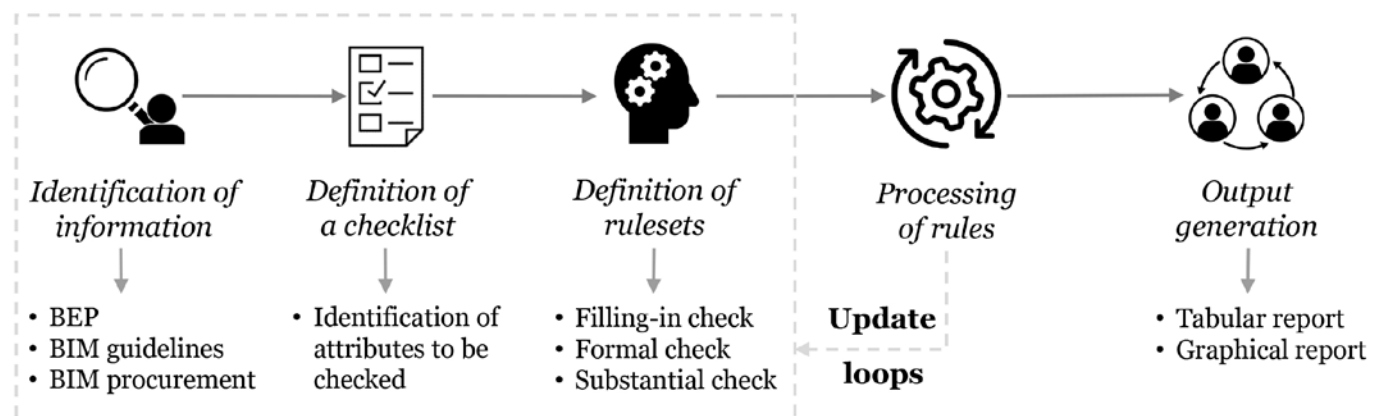 Identification of
information
• BEP
• BIM guidelines
• BIM procurement
Definition of
a checklist
• Identification of
attributes to be
checked
Definition of
rulesets
• Filling-in check
• Formal check
• Substantial check
Processing
of rules
Update
loops
Output
generation
• Tabular report
• Graphical report